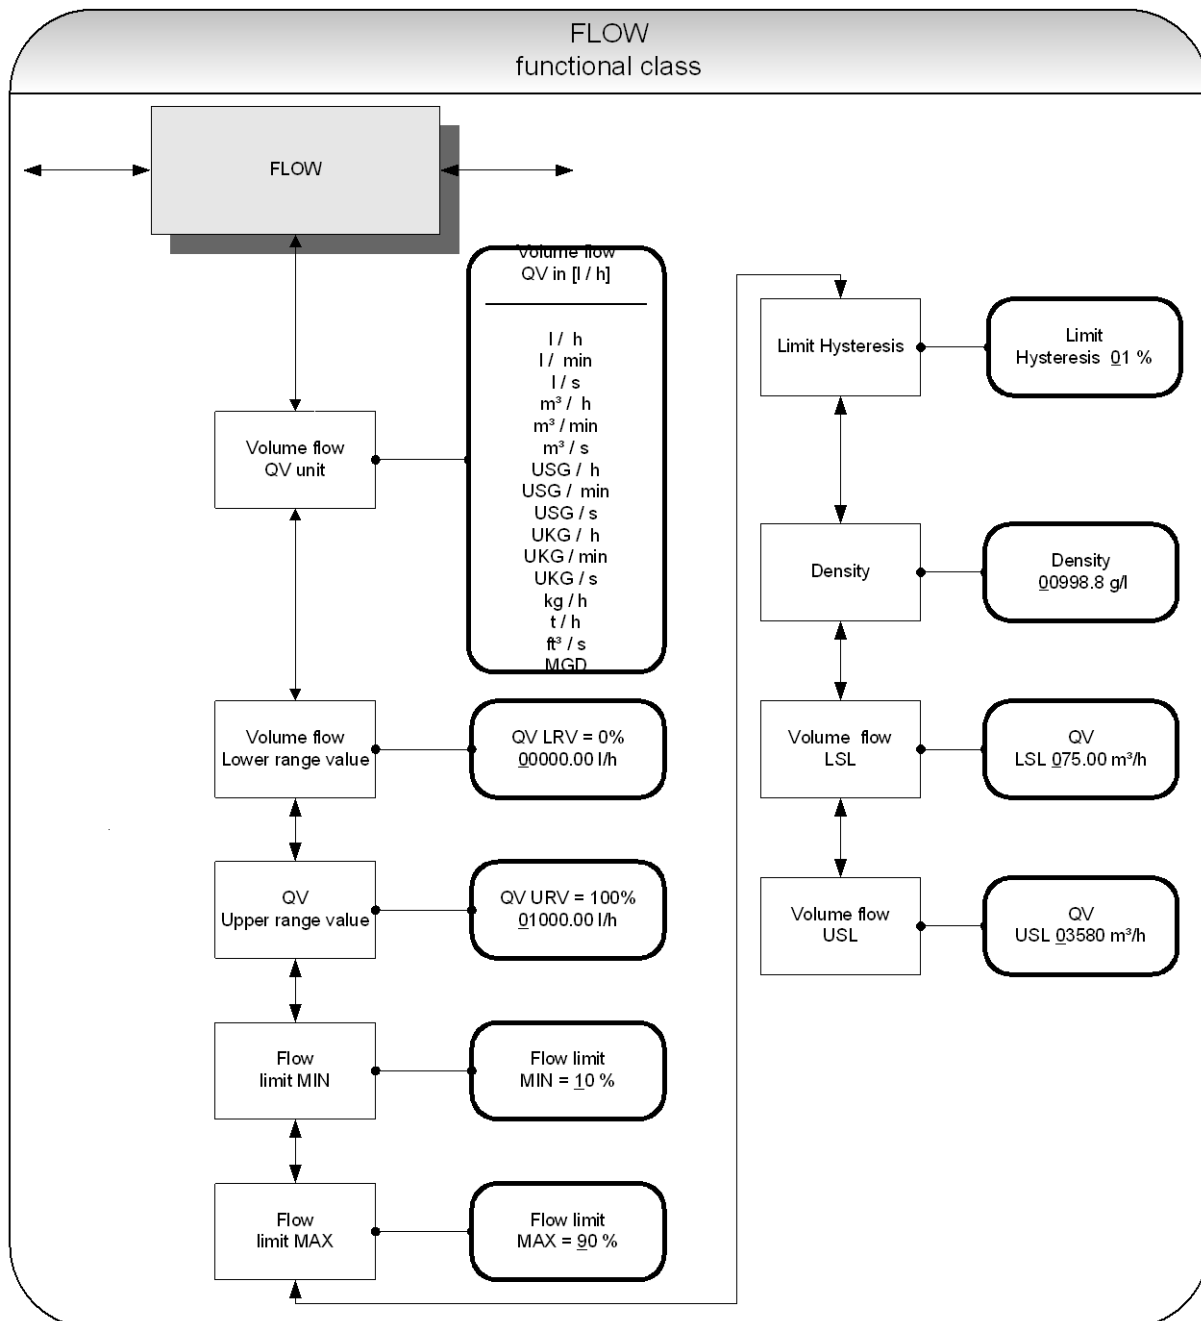 FLOW
functional class
FLOW
Volume flow
QV in [l / h]
l / h
l / min
l / s
m³ / h
m³ / min
m³ / s
USG / h
USG / min
USG / s
UKG / h
UKG / min
UKG / s
kg / h
t / h
ft³ / s
MGD
Volume flow
QV unit
Volume flow
Lower range value
QV LRV = 0%
00000.00 l/h
QV
Upper range value
QV URV = 100%
01000.00 l/h
Flow
limit MIN
Flow limit
MIN = 10 %
Flow
limit MAX
Flow limit
MAX = 90 %
Limit Hysteresis
Limit
Hysteresis 01 %
Density
Density
00998.8 g/l
Volume flow
LSL
QV
LSL 075.00 m³/h
Volume flow
USL
QV
USL 03580 m³/h